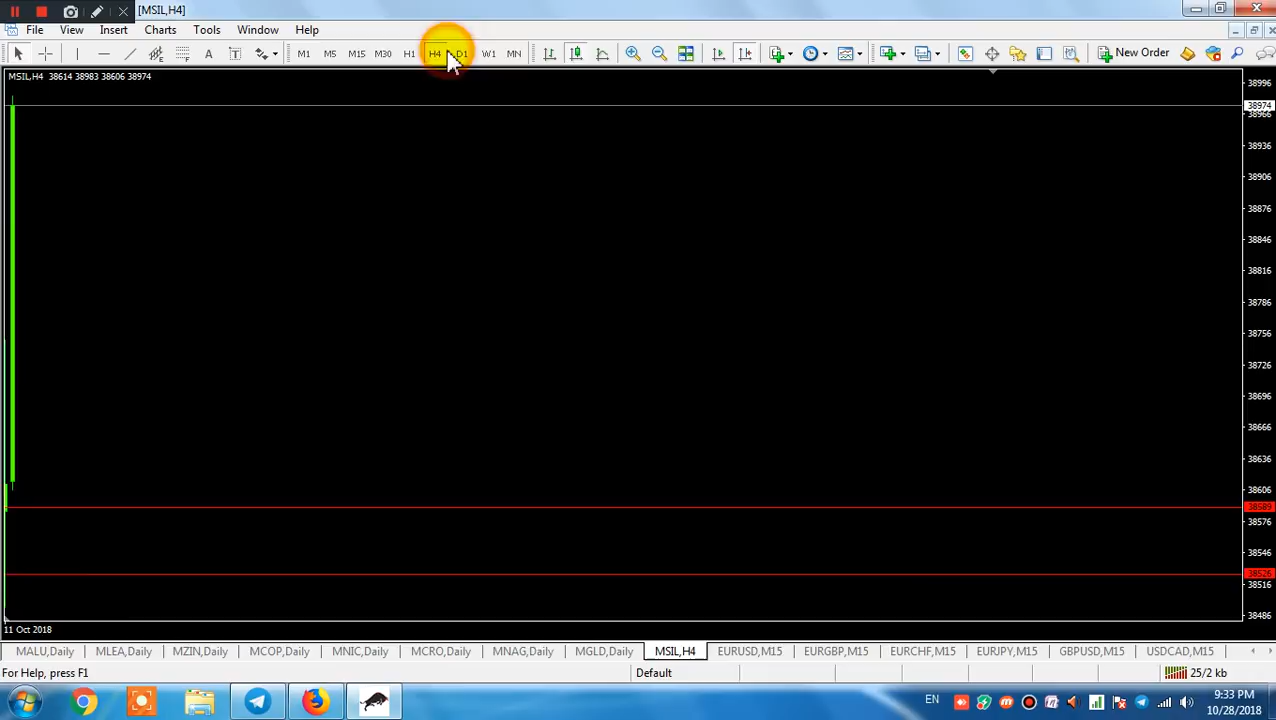 [MSIL,H4]
File View Insert Charts Tools Window Help
A T M1 M5 M15 M30 H1 H4 D1 W1 MN New Order
MSIL,H4 38614 38983 38606 38974
38996
38974
38966
38936
38906
38876
38846
38816
38786
38756
38726
38696
38666
38636
38606
38589
38576
38546
38526
38516
38486
11 Oct 2018
MALU,Daily MLEA,Daily MZIN,Daily MCOP,Daily MNIC,Daily MCRO,Daily MNAG,Daily MGLD,Daily MSIL,H4 EURUSD,M15 EURGBP,M15 EURCHF,M15 EURJPY,M15 GBPUSD,M15 USDCAD,M15
For Help, press F1 Default 25/2 kb
EN 9:33 PM
10/28/2018